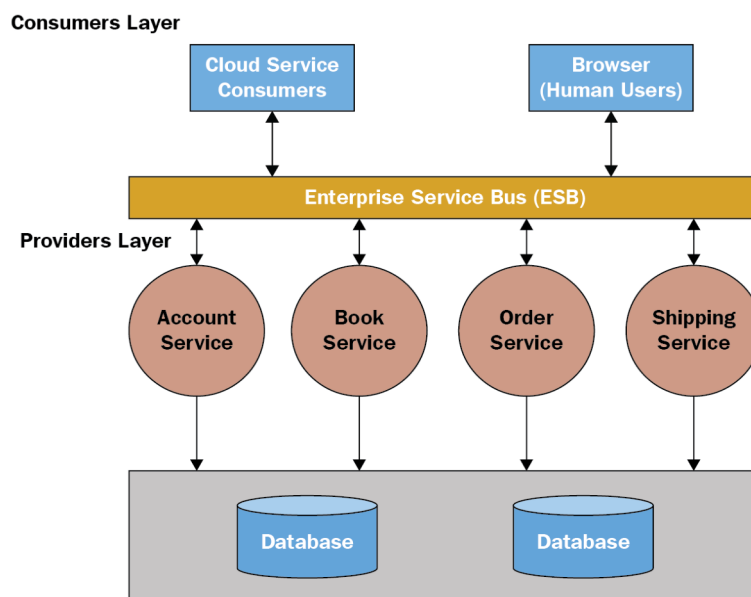 Consumers Layer
Cloud Service
Consumers
Browser
(Human Users)
Enterprise Service Bus (ESB)
Providers Layer
Account
Service
Book
Service
Order
Service
Shipping
Service
Database
Database